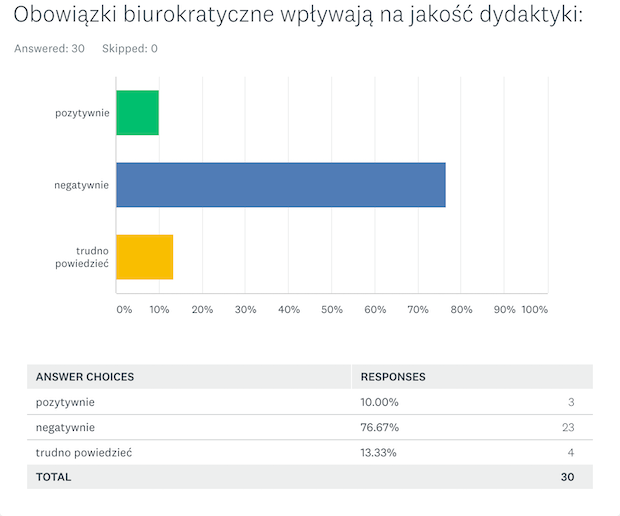 Obowiązki biurokratyczne wpływają na jakość dydaktyki:
Answered: 30 Skipped: 0
pozytywnie
negatywnie
trudno
powiedzieć
0% 10% 20% 30% 40% 50% 60% 70% 80% 90% 100%
ANSWER CHOICES RESPONSES
pozytywnie 10.00% 3
negatywnie 76.67% 23
trudno powiedzieć 13.33% 4
TOTAL 30